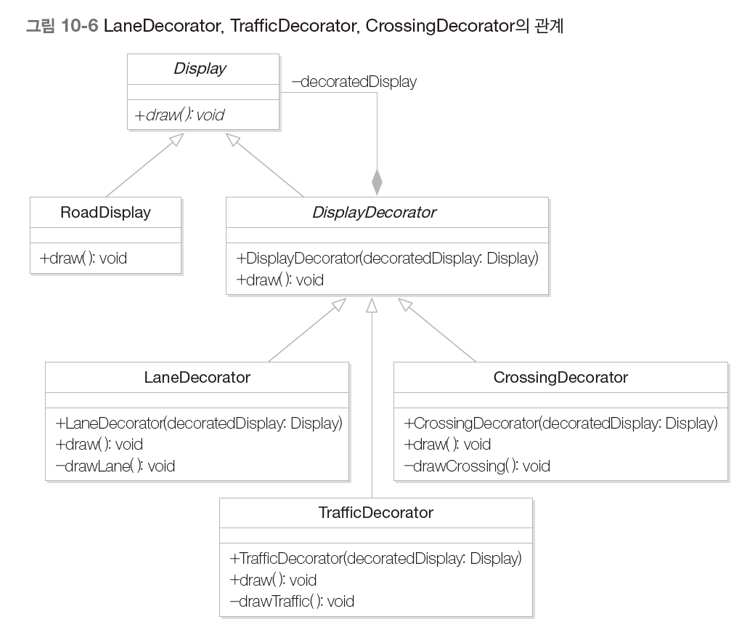 그림 10-6 LaneDecorator, TrafficDecorator, CrossingDecorator의 관계
Display
+draw(): void
–decoratedDisplay
RoadDisplay
+draw(): void
DisplayDecorator
+DisplayDecorator(decoratedDisplay: Display)
+draw(): void
LaneDecorator
+LaneDecorator(decoratedDisplay: Display)
+draw(): void
–drawLane(): void
CrossingDecorator
+CrossingDecorator(decoratedDisplay: Display)
+draw(): void
–drawCrossing(): void
TrafficDecorator
+TrafficDecorator(decoratedDisplay: Display)
+draw(): void
–drawTraffic(): void